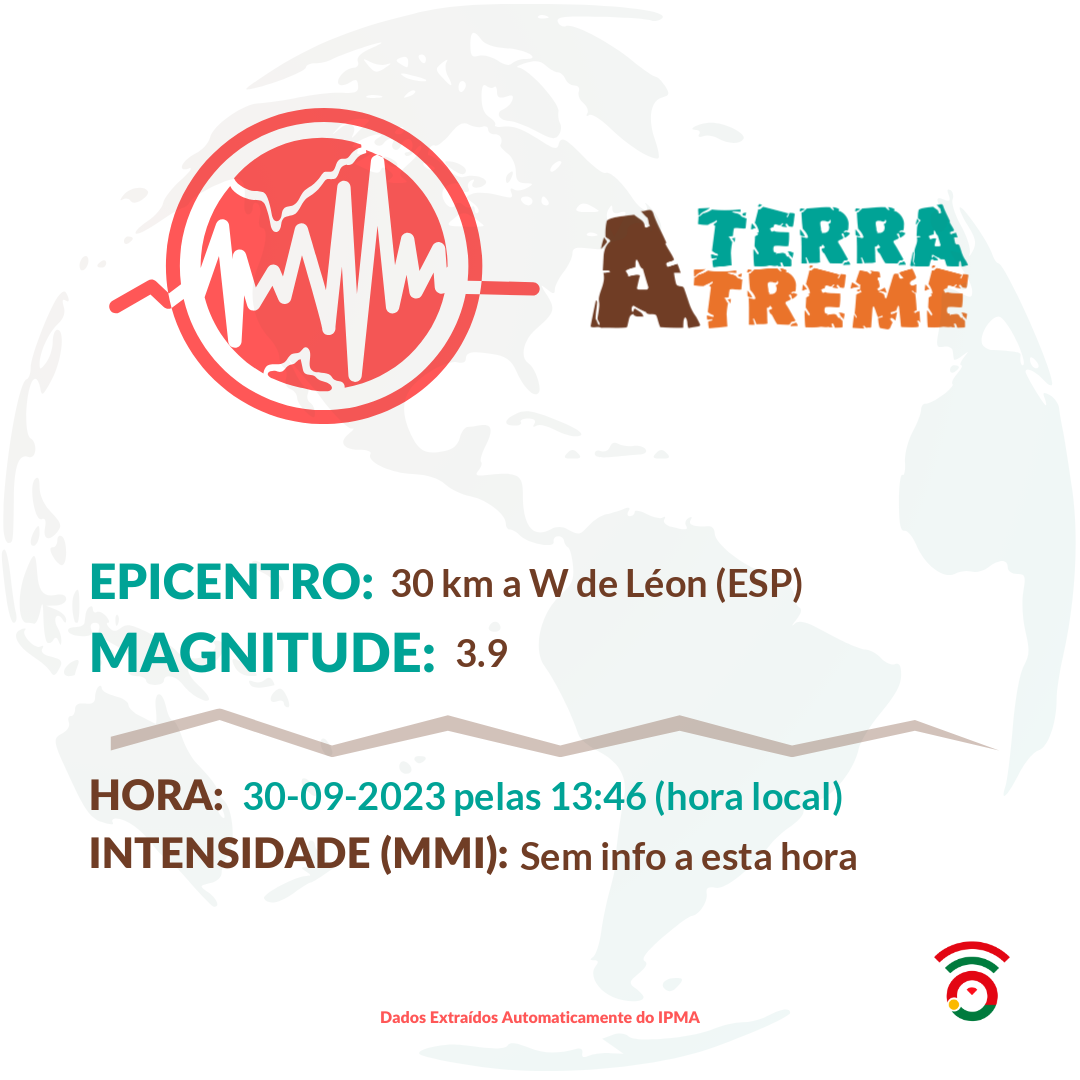 A TERRA
TREME
EPICENTRO: 30 km a W de Léon (ESP)
MAGNITUDE: 3.9
HORA: 30-09-2023 pelas 13:46 (hora local)
INTENSIDADE (MMI): Sem info a esta hora
Dados Extraídos Automaticamente do IPMA